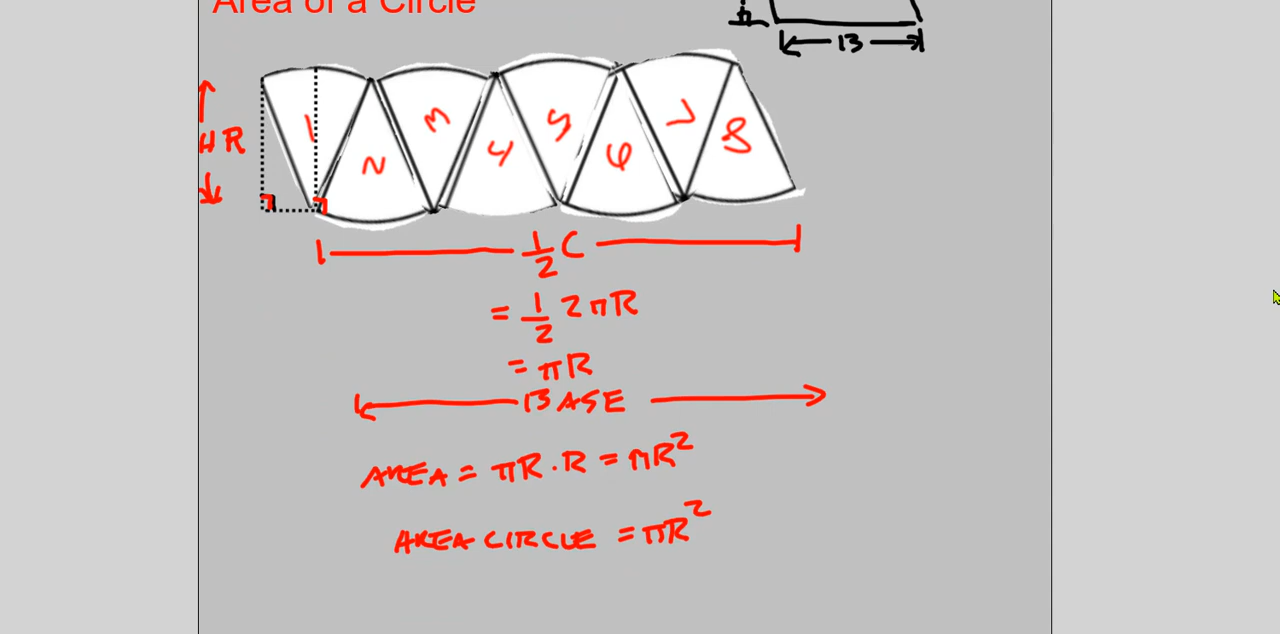 Area of a Circle
h
B
H R
1
2
3
4
5
6
7
8
1/2 C
= 1/2 2πR
= πR
BASE
AREA = πR . R = πR²
AREA CIRCLE = πR²